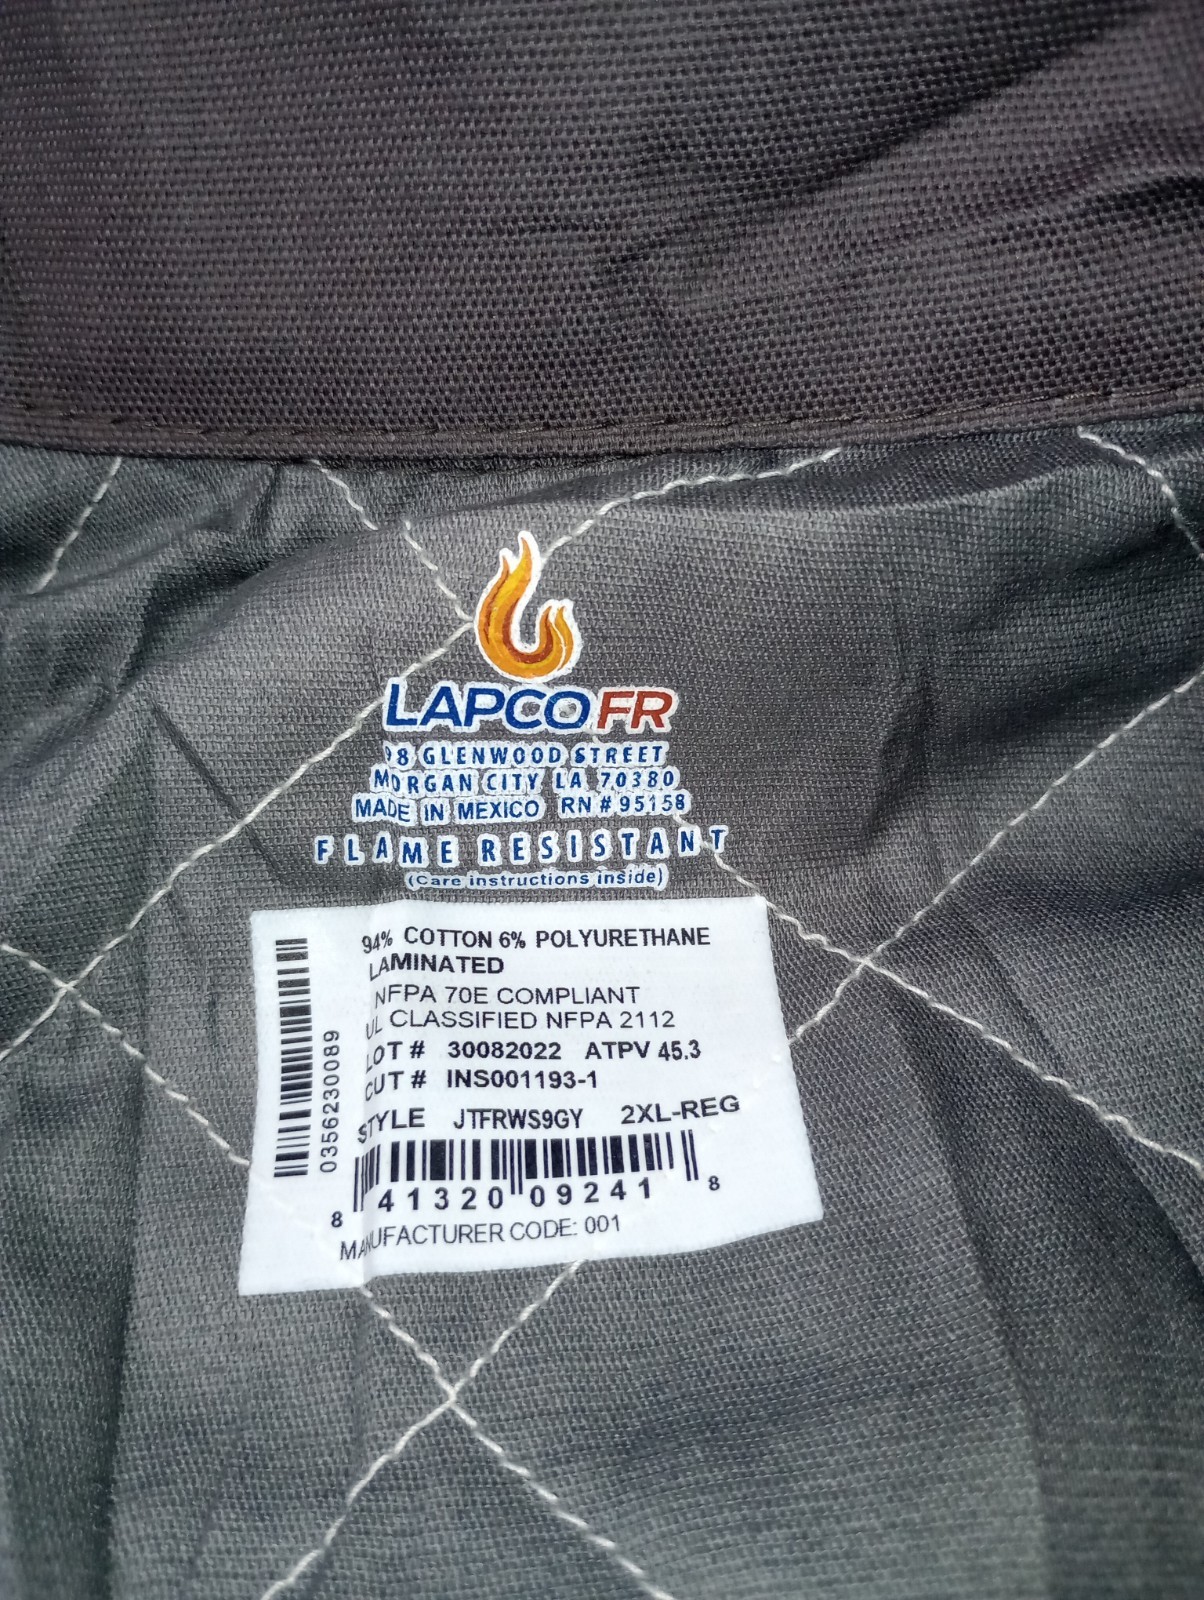 LAPCO FR
98 GLENWOOD STREET
MORGAN CITY LA 70380
MADE IN MEXICO RN # 95158
FLAME RESISTANT
(Care instructions inside)
94% COTTON 6% POLYURETHANE
LAMINATED
NFPA 70E COMPLIANT
UL CLASSIFIED NFPA 2112
LOT # 30082022 ATPV 45.3
CUT # INS001193-1
STYLE JTFRWS9GY 2XL-REG
8 41320 09241 8
MANUFACTURER CODE: 001
0356230089